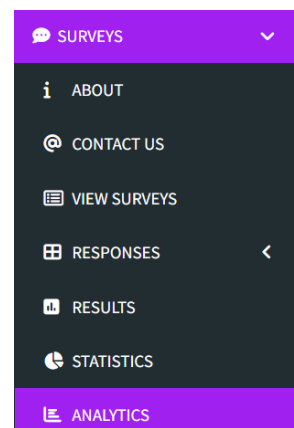 SURVEYS
ABOUT
CONTACT US
VIEW SURVEYS
RESPONSES
RESULTS
STATISTICS
ANALYTICS